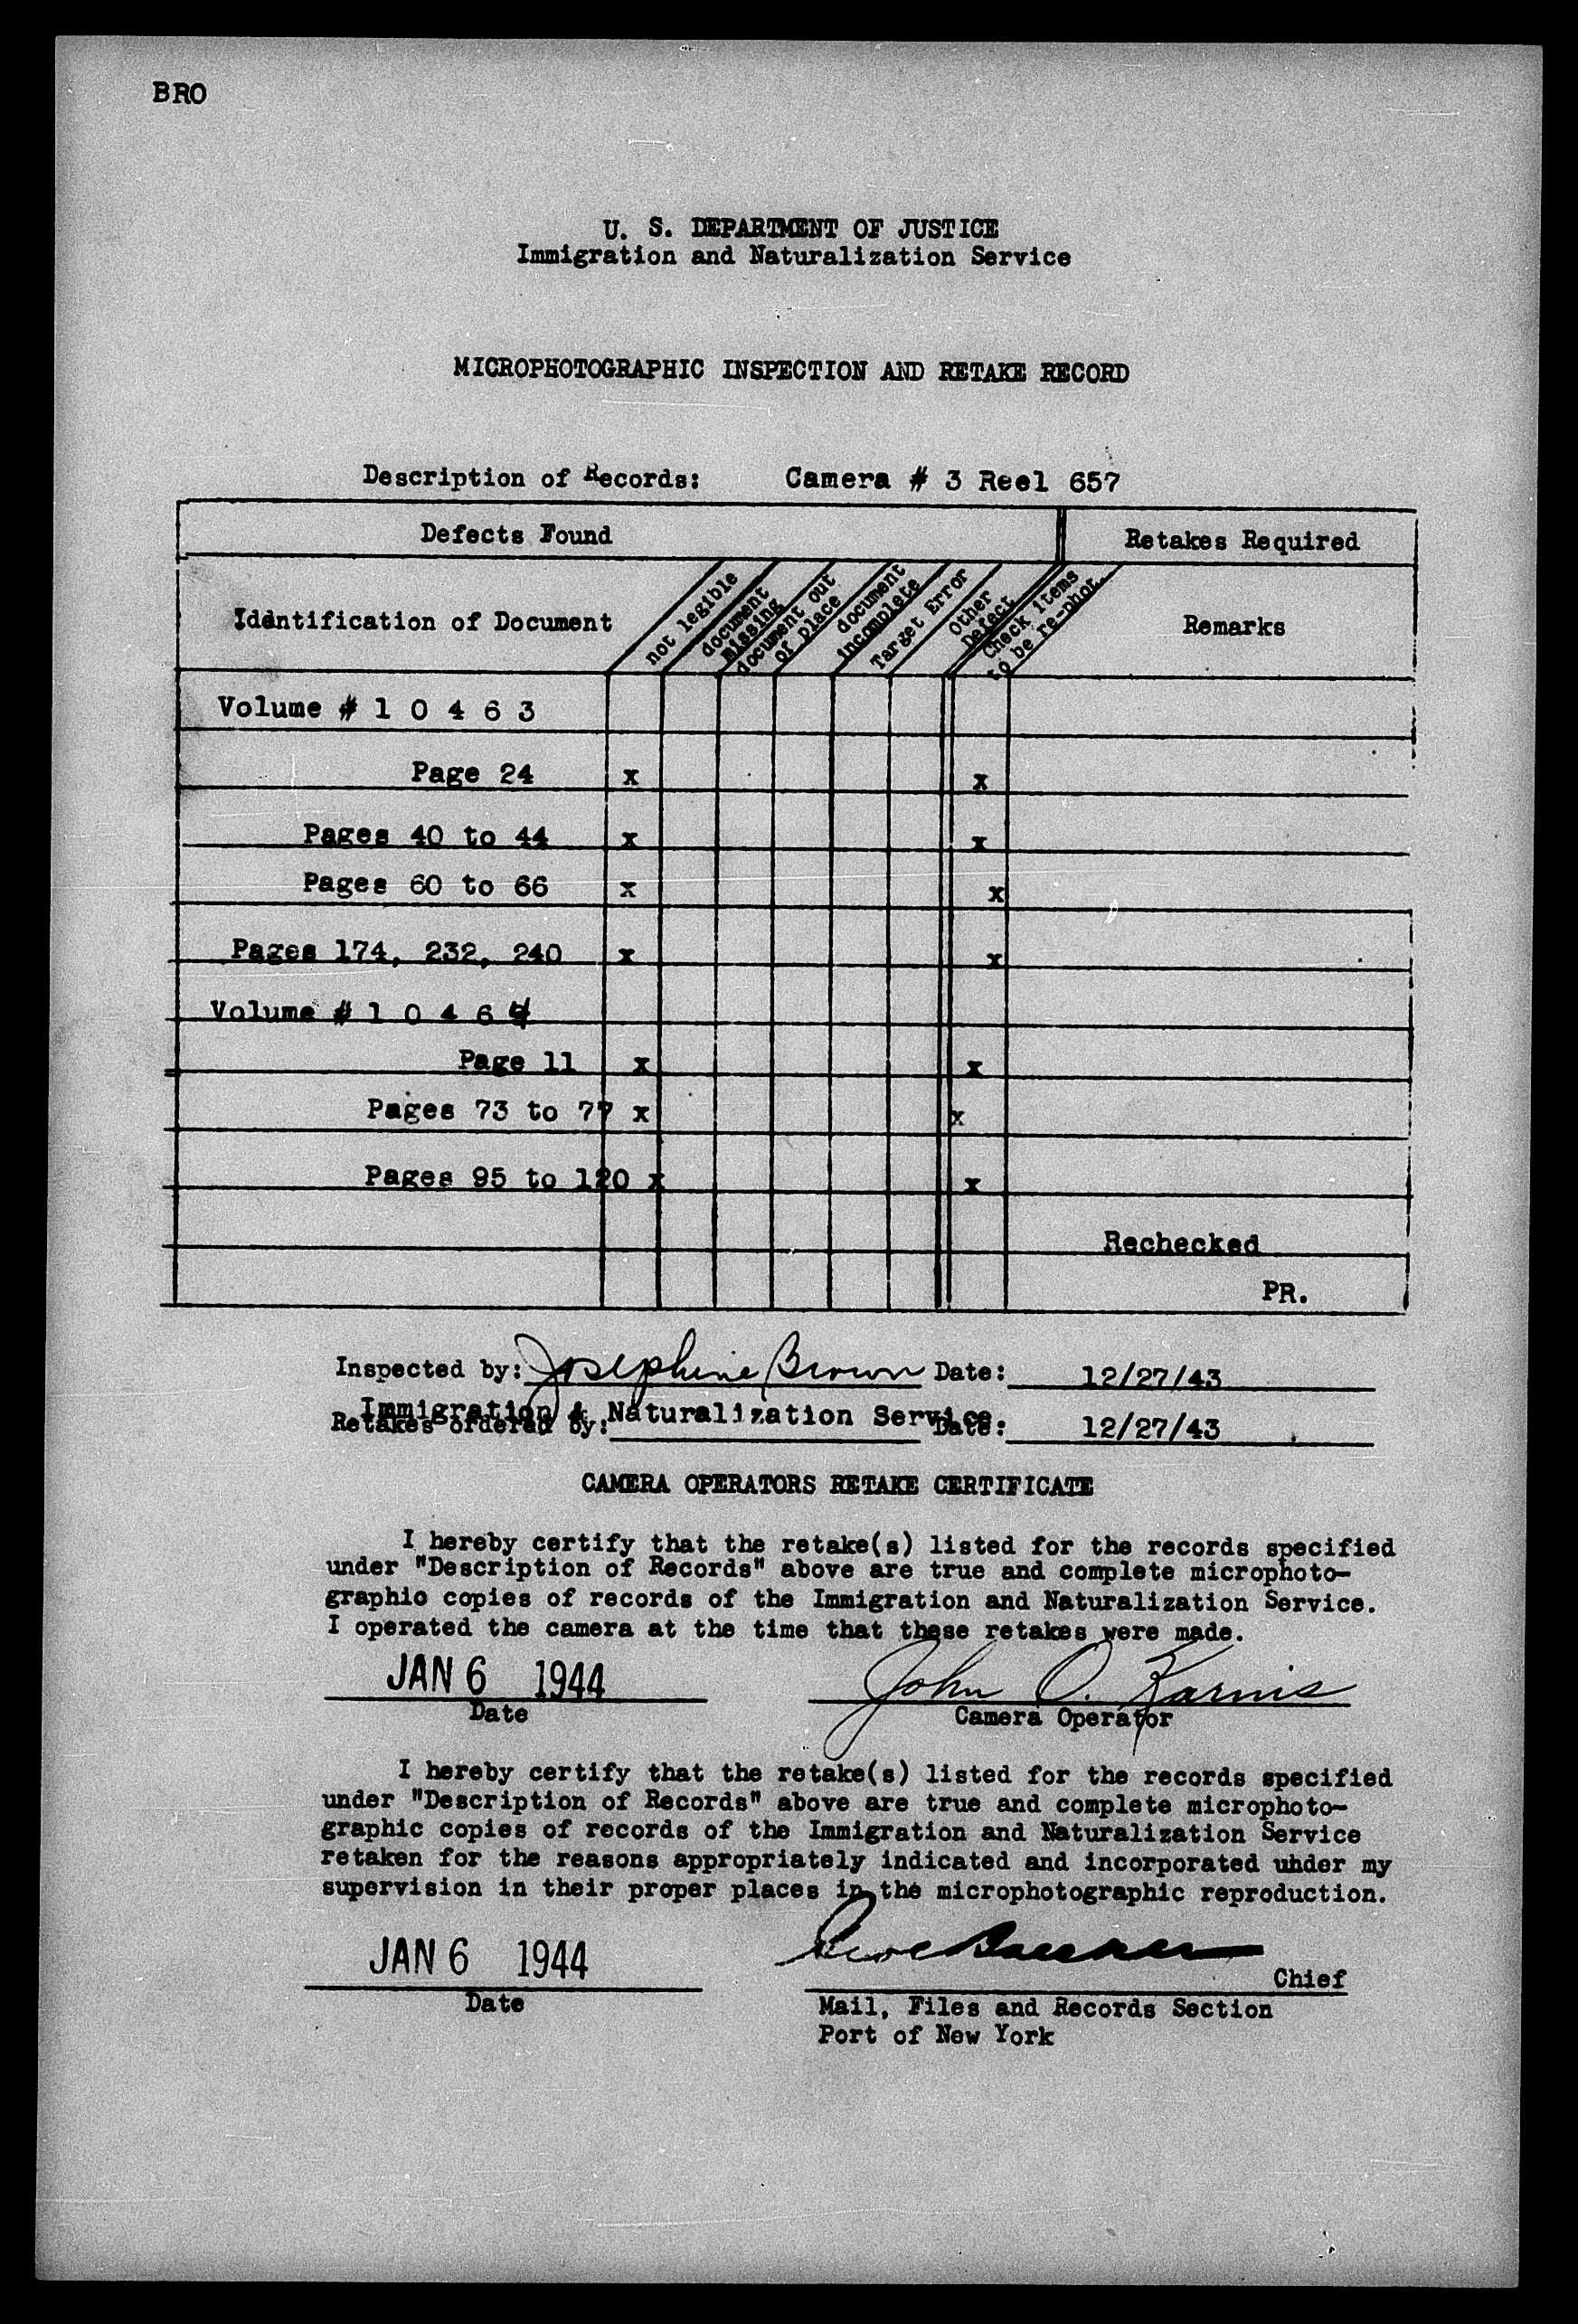 BRO
U. S. DEPARTMENT OF JUSTICE
Immigration and Naturalization Service
MICROPHOTOGRAPHIC INSPECTION AND RETAKE RECORD
Description of Records: Camera # 3 Reel 657
Defects Found
Retakes Required
Identification of Document
not legible
document missing
document out of place
document incomplete
Target Error
Other Defect
Check items to be re-phot.
Remarks
Volume # 1 0 4 6 3
Page 24 x x
Pages 40 to 44 x x
Pages 60 to 66 x x
Pages 174, 232, 240 x x
Volume # 1 0 4 6 4
Page 11 x x
Pages 73 to 77 x x
Pages 95 to 120 x x
Rechecked
PR.
Inspected by: Josephine Brown Date: 12/27/43
Immigration & Naturalization Service.
Retakes ordered by: Date: 12/27/43
CAMERA OPERATORS RETAKE CERTIFICATE
I hereby certify that the retake(s) listed for the records specified
under "Description of Records" above are true and complete microphoto-
graphic copies of records of the Immigration and Naturalization Service.
I operated the camera at the time that these retakes were made.
JAN 6 1944 John O. Karnis
Date Camera Operator
I hereby certify that the retake(s) listed for the records specified
under "Description of Records" above are true and complete microphoto-
graphic copies of records of the Immigration and Naturalization Service
retaken for the reasons appropriately indicated and incorporated uhder my
supervision in their proper places in the microphotographic reproduction.
JAN 6 1944
Chief
Date
Mail, Files and Records Section
Port of New York